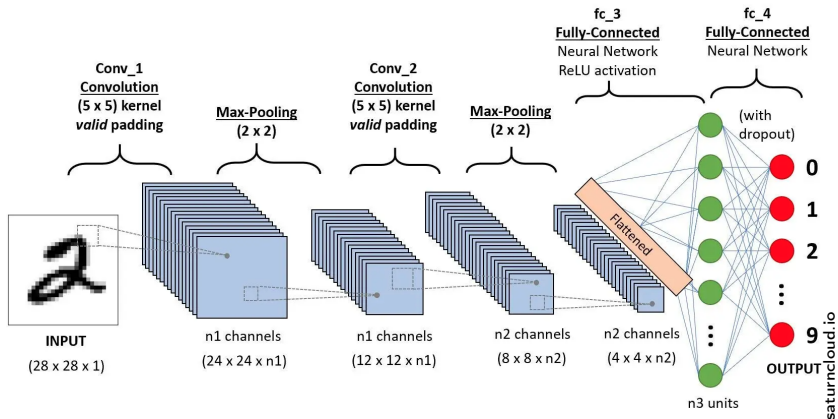 Conv_1
Convolution
(5 x 5) kernel
valid padding
Max-Pooling
(2 x 2)
Conv_2
Convolution
(5 x 5) kernel
valid padding
Max-Pooling
(2 x 2)
fc_3
Fully-Connected
Neural Network
ReLU activation
fc_4
Fully-Connected
Neural Network
(with
dropout)
2
INPUT
(28 x 28 x 1)
n1 channels
(24 x 24 x n1)
n1 channels
(12 x 12 x n1)
n2 channels
(8 x 8 x n2)
n2 channels
(4 x 4 x n2)
Flattened
n3 units
0
1
2
9
OUTPUT
saturncloud.io